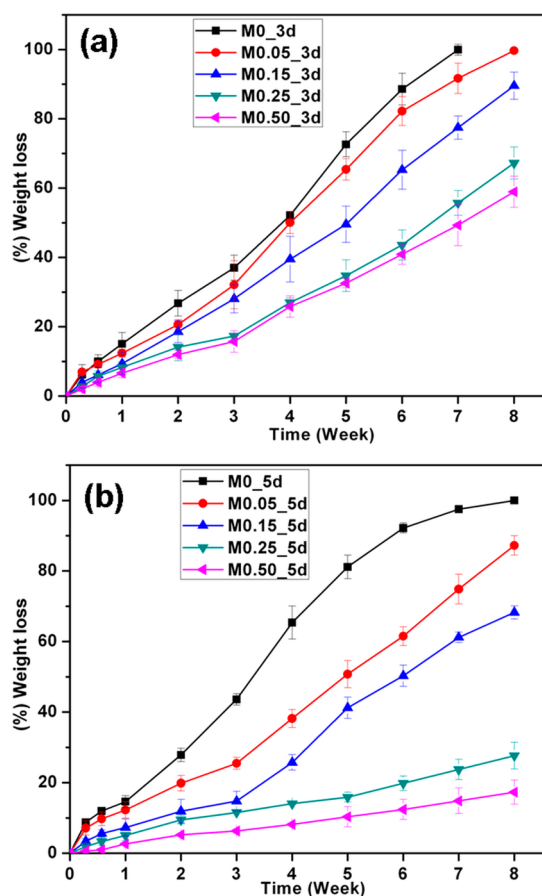 (a)
M0_3d
M0.05_3d
M0.15_3d
M0.25_3d
M0.50_3d
(%) Weight loss
100
80
60
40
20
0
0 1 2 3 4 5 6 7 8
Time (Week)
(b)
M0_5d
M0.05_5d
M0.15_5d
M0.25_5d
M0.50_5d
(%) Weight loss
100
80
60
40
20
0
0 1 2 3 4 5 6 7 8
Time (Week)